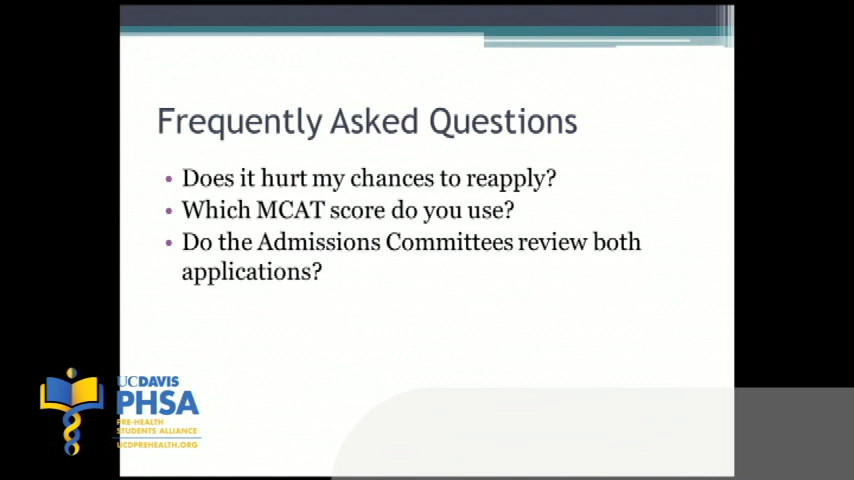 Frequently Asked Questions
• Does it hurt my chances to reapply?
• Which MCAT score do you use?
• Do the Admissions Committees review both
applications?
UCDAVIS
PHSA
PRE-HEALTH
STUDENTS ALLIANCE
UCDPREHEALTH.ORG